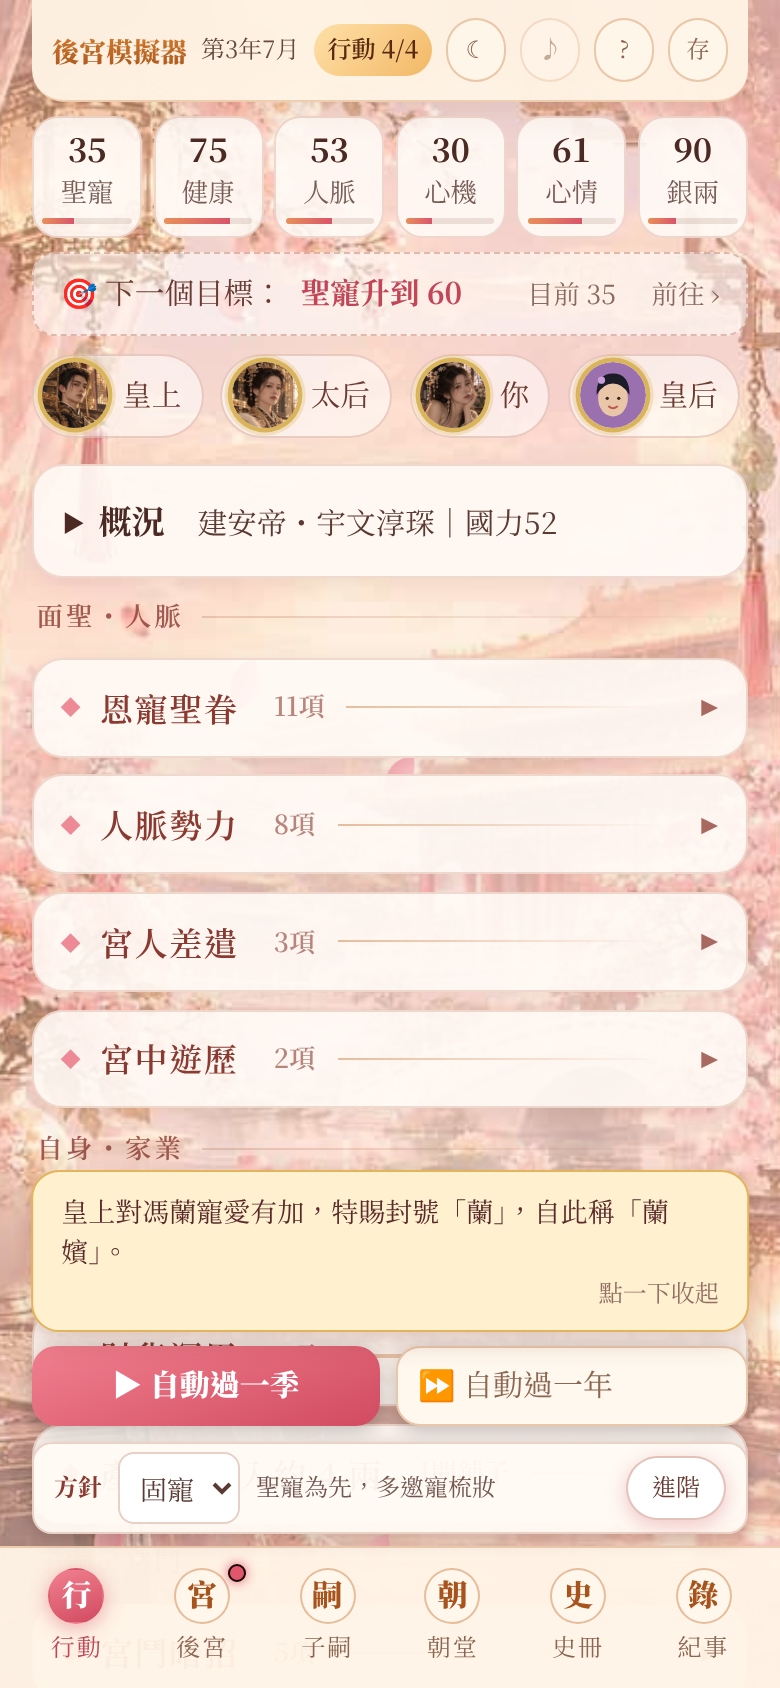 後宮模擬器 第3年7月 行動 4/4 ? 存
35 75 53 30 61 90
聖寵 健康 人脈 心機 心情 銀兩
下一個目標： 聖寵升到 60 目前 35 前往 ›
皇上 太后 你 皇后
▶ 概況 建安帝・宇文淳琛｜國力52
面聖・人脈
恩寵聖眷 11項
人脈勢力 8項
宮人差遣 3項
宮中遊歷 2項
自身・家業
皇上對馮蘭寵愛有加，特賜封號「蘭」，自此稱「蘭
嬪」。
點一下收起
▶ 自動過一季 ⏩ 自動過一年
方針 固寵 聖寵為先，多邀寵梳妝 進階
行 宮 嗣 朝 史 錄
行動 後宮 子嗣 朝堂 史冊 紀事